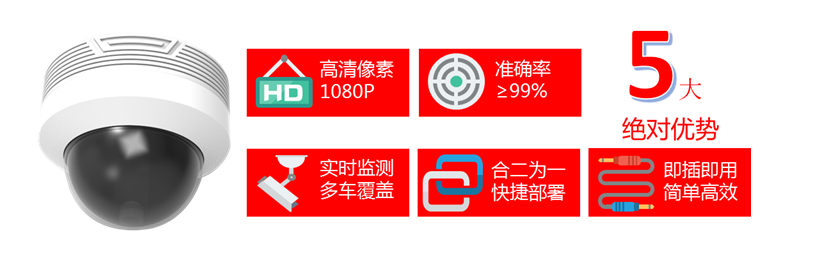 高清像素
1080P
HD
准确率
≥99%
5大
绝对优势
实时监测
多车覆盖
合二为一
快捷部署
即插即用
简单高效